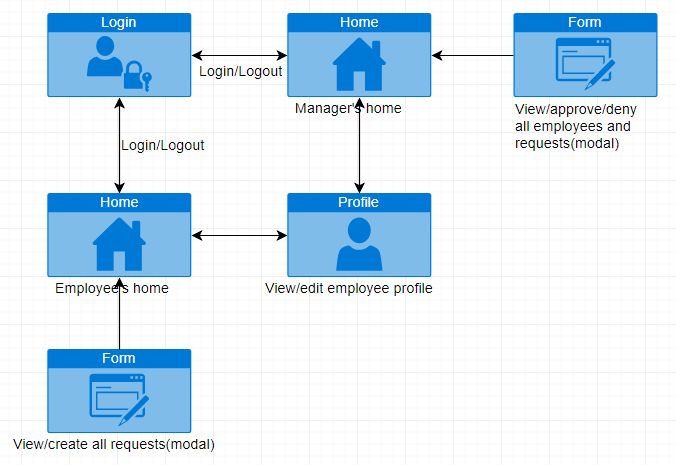 Login
Home
Form
Login/Logout
Manager's home
View/approve/deny
all employees and
requests(modal)
Login/Logout
Home
Profile
Employee's home
View/edit employee profile
Form
View/create all requests(modal)